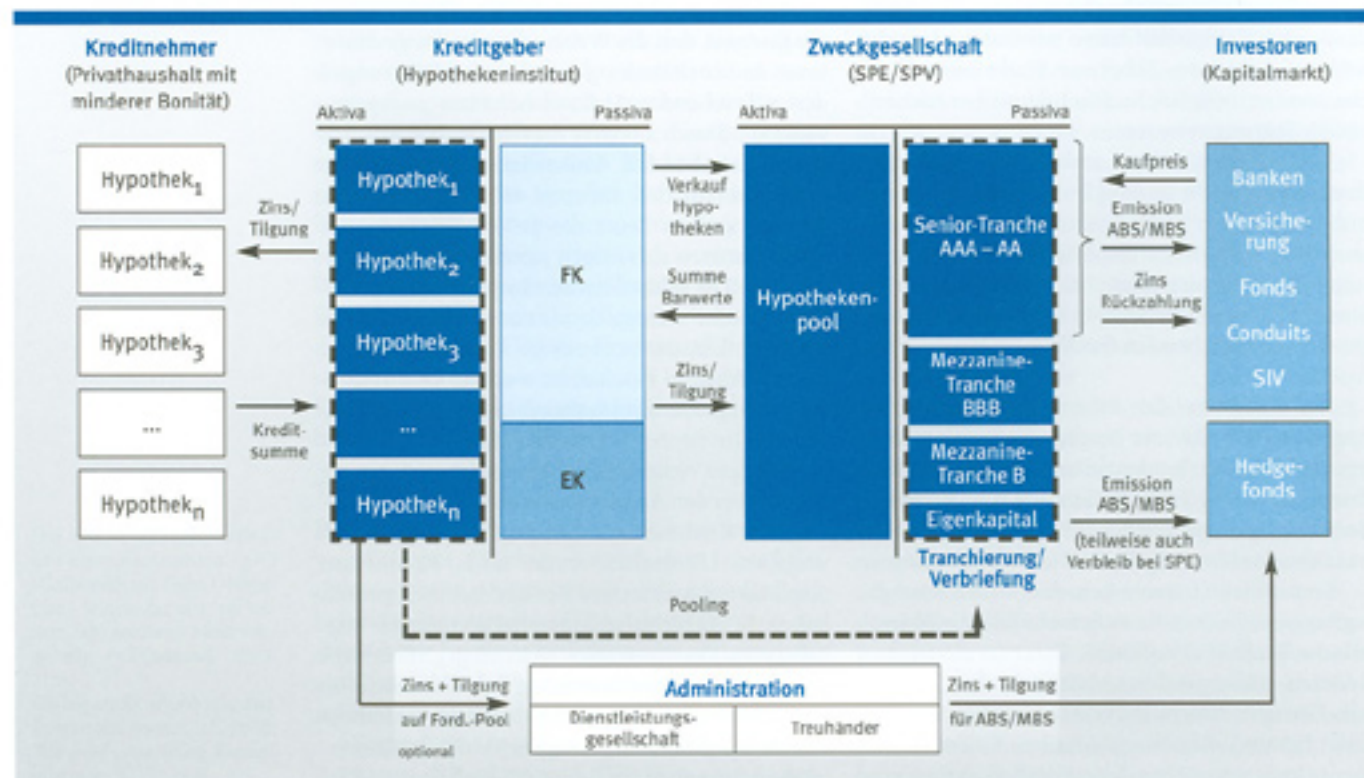 Kreditnehmer
(Privathaushalt mit
minderer Bonität)
Kreditgeber
(Hypothekeninstitut)
Zweckgesellschaft
(SPE/SPV)
Investoren
(Kapitalmarkt)
Aktiva
Passiva
Aktiva
Passiva
Hypothek1
Hypothek2
Hypothek3
...
Hypothekn
Zins/
Tilgung
Kredit-
summe
Hypothek1
Hypothek2
Hypothek3
...
Hypothekn
FK
EK
Verkauf
Hypo-
theken
Summe
Barwerte
Zins/
Tilgung
Hypotheken-
pool
Senior-Tranche
AAA – AA
Mezzanine-
Tranche
BBB
Mezzanine-
Tranche B
Eigenkapital
Tranchierung/
Verbriefung
Kaufpreis
Emission
ABS/MBS
Zins
Rückzahlung
Emission
ABS/MBS
(teilweise auch
Verbleib bei SPE)
Banken
Versiche-
rung
Fonds
Conduits
SIV
Hedge-
fonds
Pooling
Zins + Tilgung
auf Ford.-Pool
optional
Administration
Dienstleistungs-
gesellschaft
Treuhänder
Zins + Tilgung
für ABS/MBS